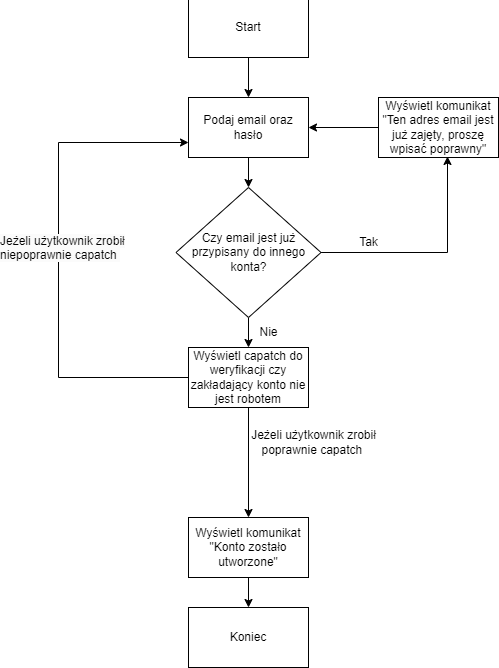 Start
Podaj email oraz
hasło
Wyświetl komunikat
"Ten adres email jest
już zajęty, proszę
wpisać poprawny"
Jeżeli użytkownik zrobił
niepoprawnie capatch
Czy email jest już
przypisany do innego
konta?
Tak
Nie
Wyświetl capatch do
weryfikacji czy
zakładający konto nie
jest robotem
Jeżeli użytkownik zrobił
poprawnie capatch
Wyświetl komunikat
"Konto zostało
utworzone"
Koniec